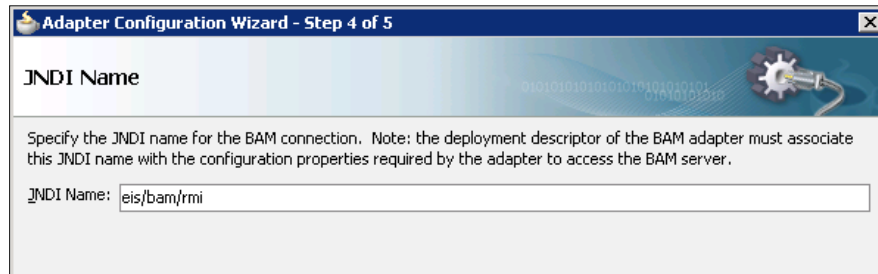 Adapter Configuration Wizard - Step 4 of 5
JNDI Name
Specify the JNDI name for the BAM connection. Note: the deployment descriptor of the BAM adapter must associate
this JNDI name with the configuration properties required by the adapter to access the BAM server.
JNDI Name: eis/bam/rmi